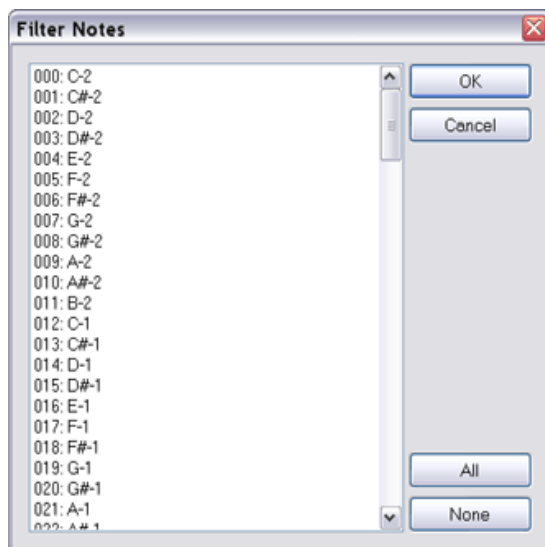 Filter Notes
000: C-2
001: C#-2
002: D-2
003: D#-2
004: E-2
005: F-2
006: F#-2
007: G-2
008: G#-2
009: A-2
010: A#-2
011: B-2
012: C-1
013: C#-1
014: D-1
015: D#-1
016: E-1
017: F-1
018: F#-1
019: G-1
020: G#-1
021: A-1
022: A#-1
OK
Cancel
All
None